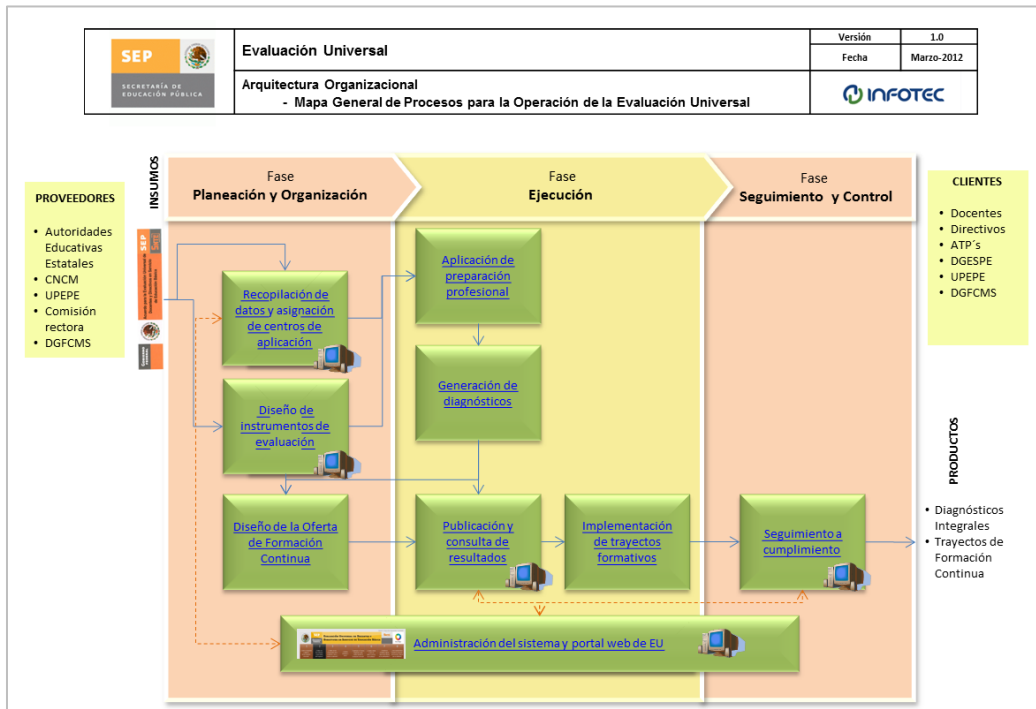 SEP
SECRETARÍA DE
EDUCACIÓN PÚBLICA
Evaluación Universal
Versión 1.0
Fecha Marzo-2012
Arquitectura Organizacional
- Mapa General de Procesos para la Operación de la Evaluación Universal
INFOTEC
INSUMOS
Fase
Planeación y Organización
Fase
Ejecución
Fase
Seguimiento y Control
PROVEEDORES
• Autoridades
Educativas
Estatales
• CNCM
• UPEPE
• Comisión
rectora
• DGFCMS
SEP
Recopilación de
datos y asignación
de centros de
aplicación
Diseño de
instrumentos de
evaluación
Diseño de la Oferta
de Formación
Continua
Aplicación de
preparación
profesional
Generación de
diagnósticos
Publicación y
consulta de
resultados
Implementación
de trayectos
formativos
Seguimiento a
cumplimiento
Administración del sistema y portal web de EU
CLIENTES
• Docentes
• Directivos
• ATP´s
• DGESPE
• UPEPE
• DGFCMS
PRODUCTOS
• Diagnósticos
Integrales
• Trayectos de
Formación
Continua